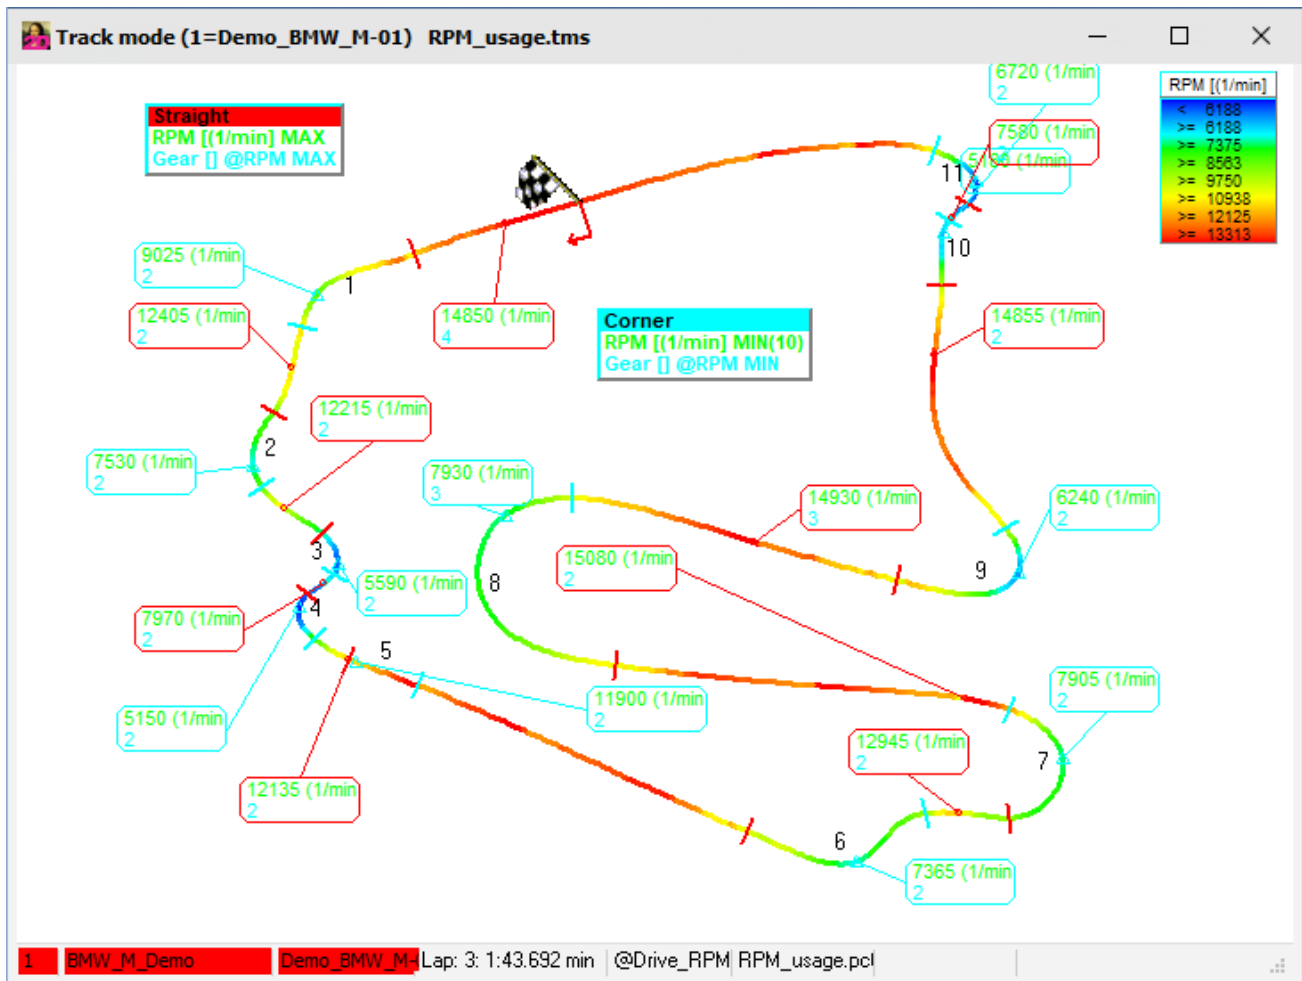 Track mode (1=Demo_BMW_M-01) RPM_usage.tms
6720 (1/min
2
RPM [(1/min]
< 6188
>= 6188
>= 7375
>= 8563
>= 9750
>= 10938
>= 12125
>= 13313
Straight
RPM [(1/min] MAX
Gear [] @RPM MAX
7580 (1/min
11
10
9025 (1/min
2
1
12405 (1/min
2
14850 (1/min
4
Corner
RPM [(1/min] MIN(10)
Gear [] @RPM MIN
14855 (1/min
2
12215 (1/min
2
2
7530 (1/min
2
7930 (1/min
3
14930 (1/min
3
6240 (1/min
2
3
15080 (1/min
2
9
8
5590 (1/min
2
4
7970 (1/min
2
5
11900 (1/min
2
7905 (1/min
2
5150 (1/min
2
12945 (1/min
2
7
12135 (1/min
2
6
7365 (1/min
2
1
BMW_M_Demo
Demo_BMW_M-
Lap: 3: 1:43.692 min
@Drive_RPM
RPM_usage.pcl